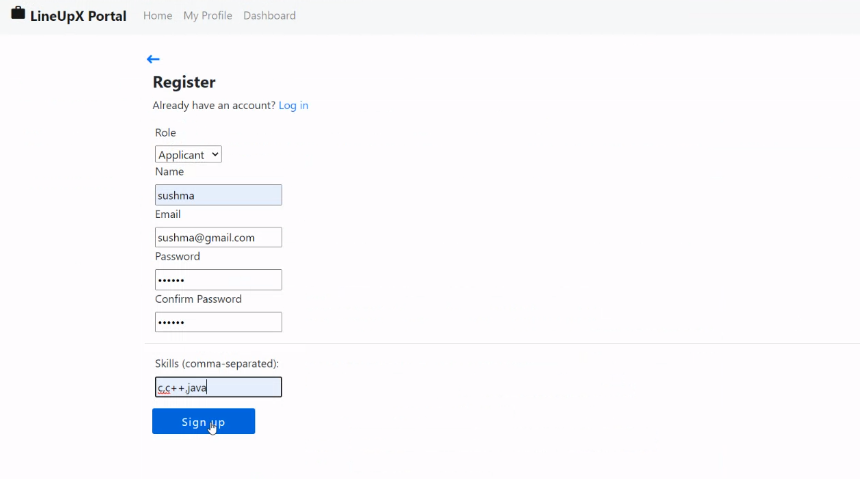 LineUpX Portal Home My Profile Dashboard
Register
Already have an account? Log in
Role
Applicant
Name
sushma
Email
sushma@gmail.com
Password
••••••
Confirm Password
••••••
Skills (comma-separated):
c,c++,java
Sign up